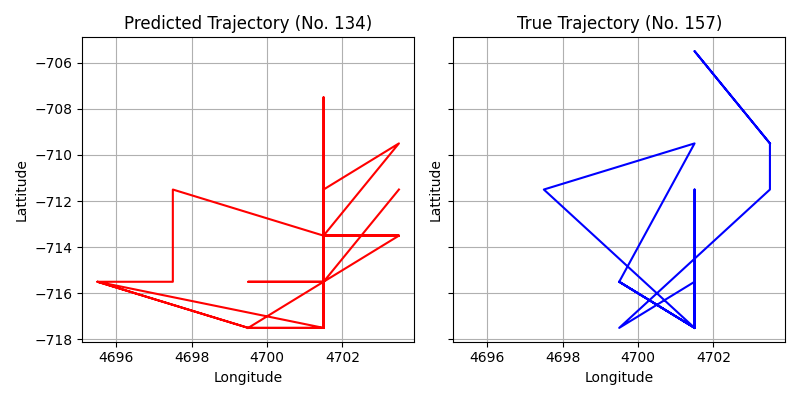 Predicted Trajectory (No. 134)
True Trajectory (No. 157)
−706
−708
−710
−712
−714
−716
−718
Lattitude
Lattitude
4696 4698 4700 4702
4696 4698 4700 4702
Longitude
Longitude